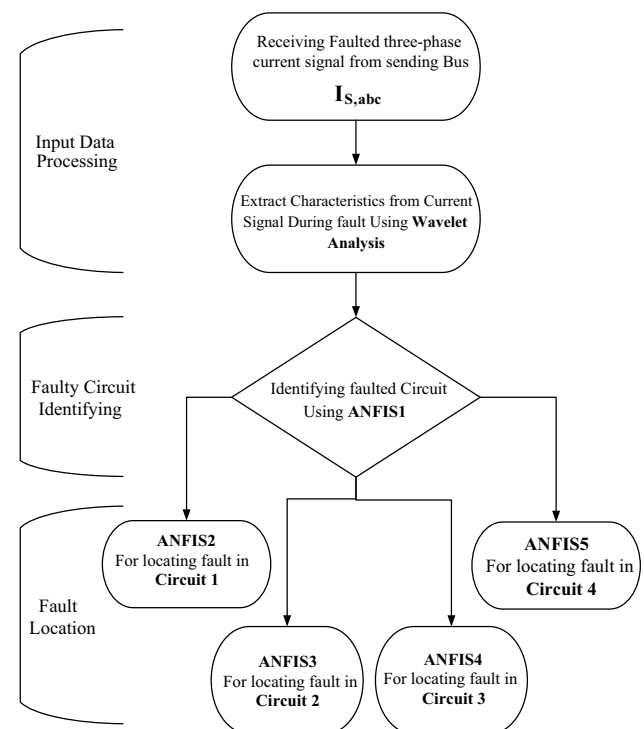 Receiving Faulted three-phase
current signal from sending Bus
I_S,abc
Input Data
Processing
Extract Characteristics from Current
Signal During fault Using Wavelet
Analysis
Faulty Circuit
Identifying
Identifying faulted Circuit
Using ANFIS1
Fault
Location
ANFIS2
For locating fault in
Circuit 1
ANFIS3
For locating fault in
Circuit 2
ANFIS4
For locating fault in
Circuit 3
ANFIS5
For locating fault in
Circuit 4